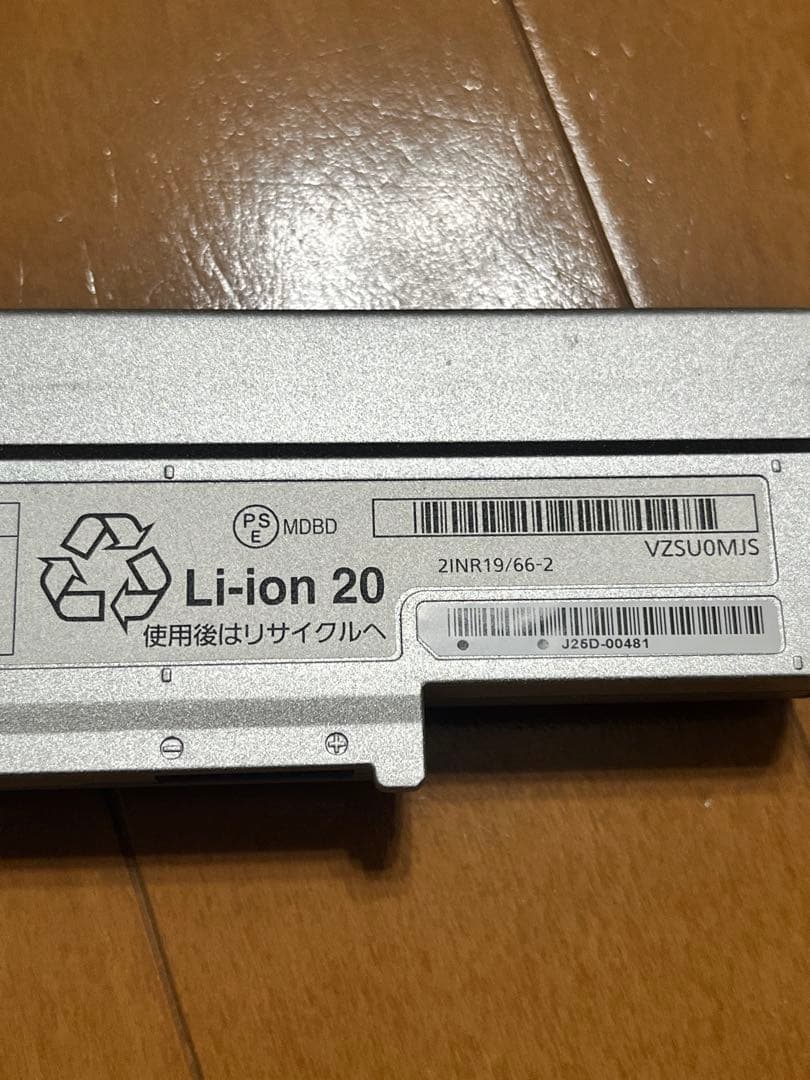 PS
E
MDBD
Li-ion 20
使用後はリサイクルへ
VZSU0MJS
2INR19/66-2
J25D-00481